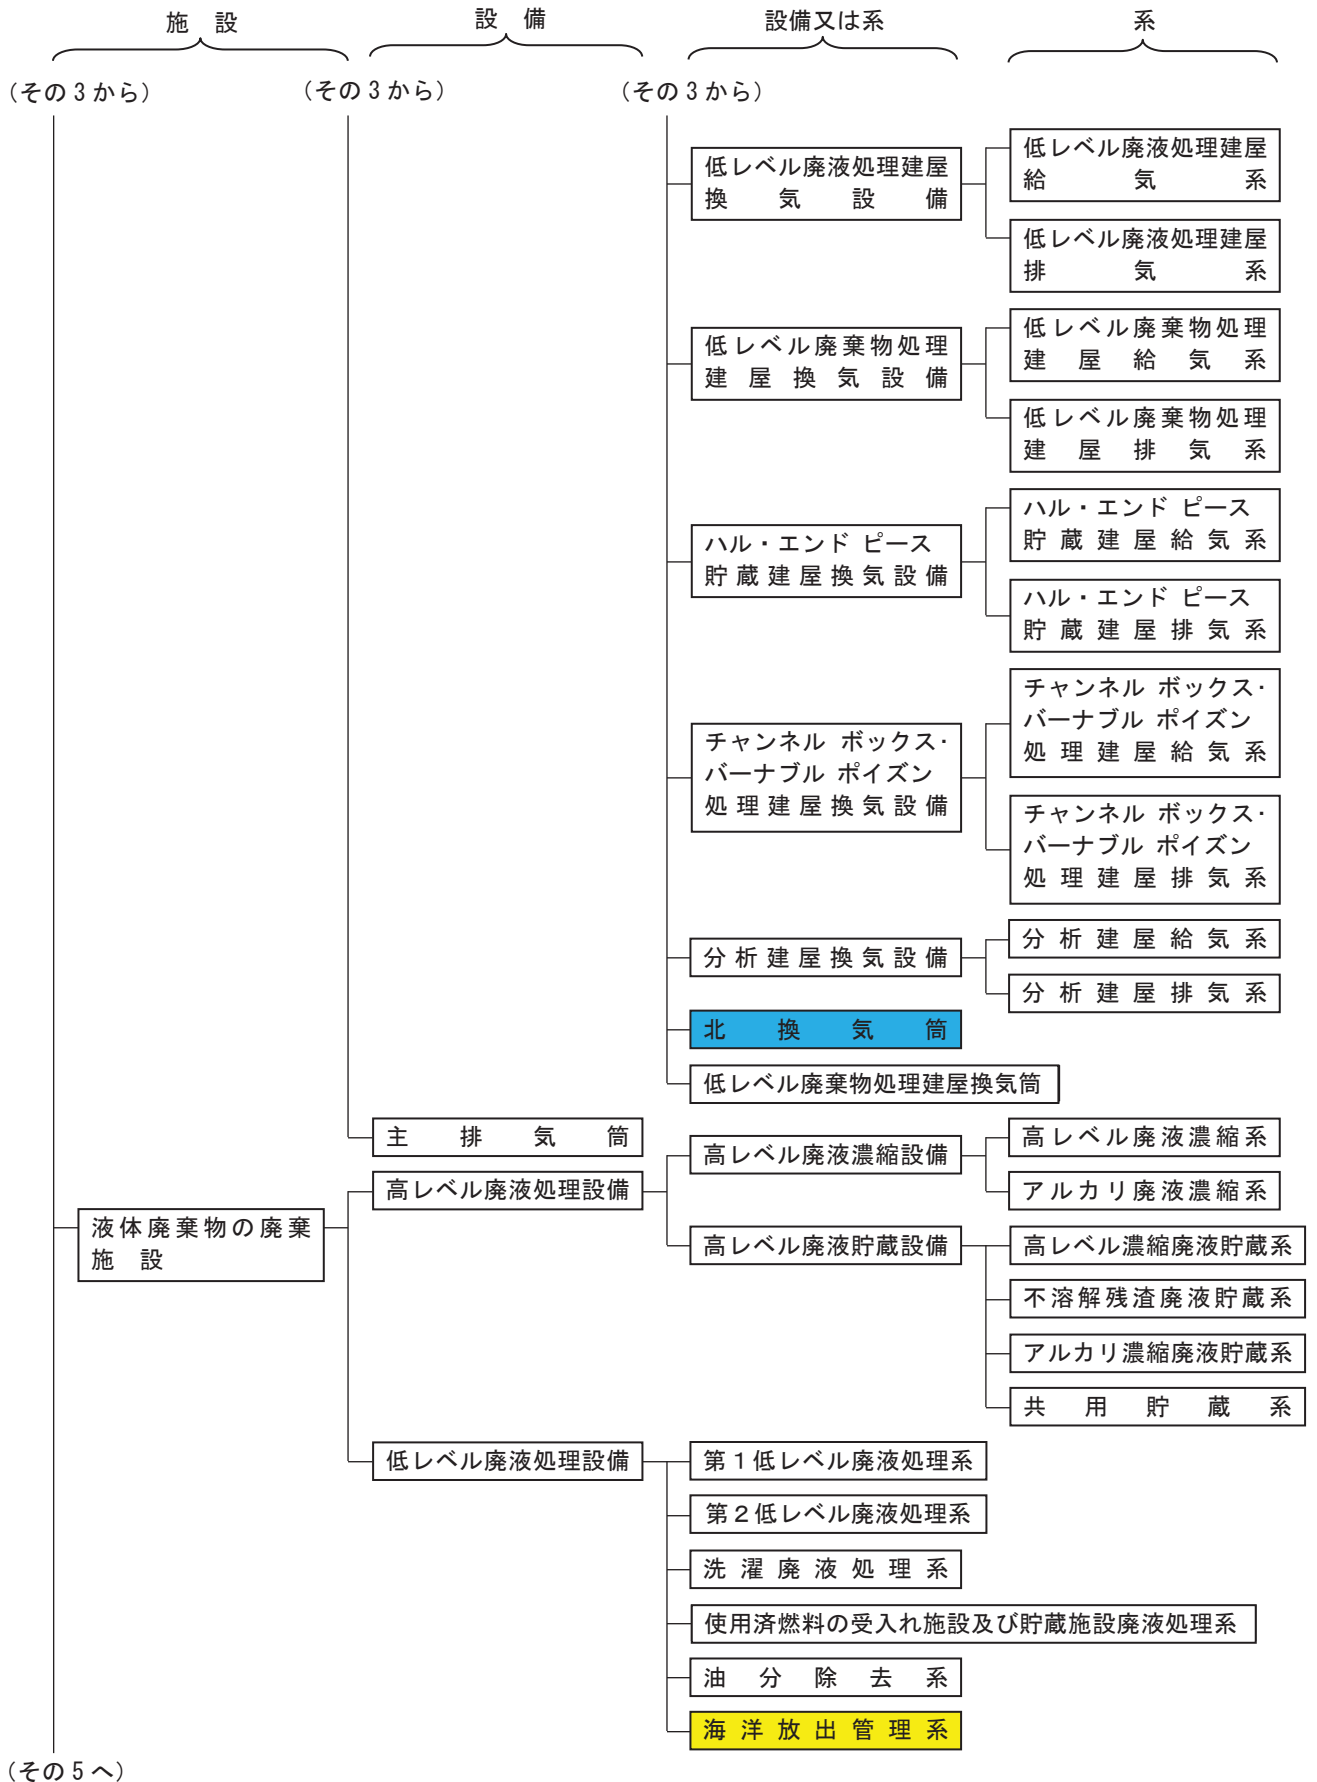 施設
設備
設備又は系
系
（その３から）
（その３から）
（その３から）
低レベル廃液処理建屋
換気設備
低レベル廃液処理建屋
給気系
低レベル廃液処理建屋
排気系
低レベル廃棄物処理
建屋換気設備
低レベル廃棄物処理
建屋給気系
低レベル廃棄物処理
建屋排気系
ハル・エンド ピース
貯蔵建屋換気設備
ハル・エンド ピース
貯蔵建屋給気系
ハル・エンド ピース
貯蔵建屋排気系
チャンネル ボックス・
バーナブル ポイズン
処理建屋換気設備
チャンネル ボックス・
バーナブル ポイズン
処理建屋給気系
チャンネル ボックス・
バーナブル ポイズン
処理建屋排気系
分析建屋換気設備
分析建屋給気系
分析建屋排気系
北換気筒
低レベル廃棄物処理建屋換気筒
主排気筒
液体廃棄物の廃棄
施設
高レベル廃液処理設備
高レベル廃液濃縮設備
高レベル廃液濃縮系
アルカリ廃液濃縮系
高レベル廃液貯蔵設備
高レベル濃縮廃液貯蔵系
不溶解残渣廃液貯蔵系
アルカリ濃縮廃液貯蔵系
共用貯蔵系
低レベル廃液処理設備
第１低レベル廃液処理系
第２低レベル廃液処理系
洗濯廃液処理系
使用済燃料の受入れ施設及び貯蔵施設廃液処理系
油分除去系
海洋放出管理系
（その５へ）